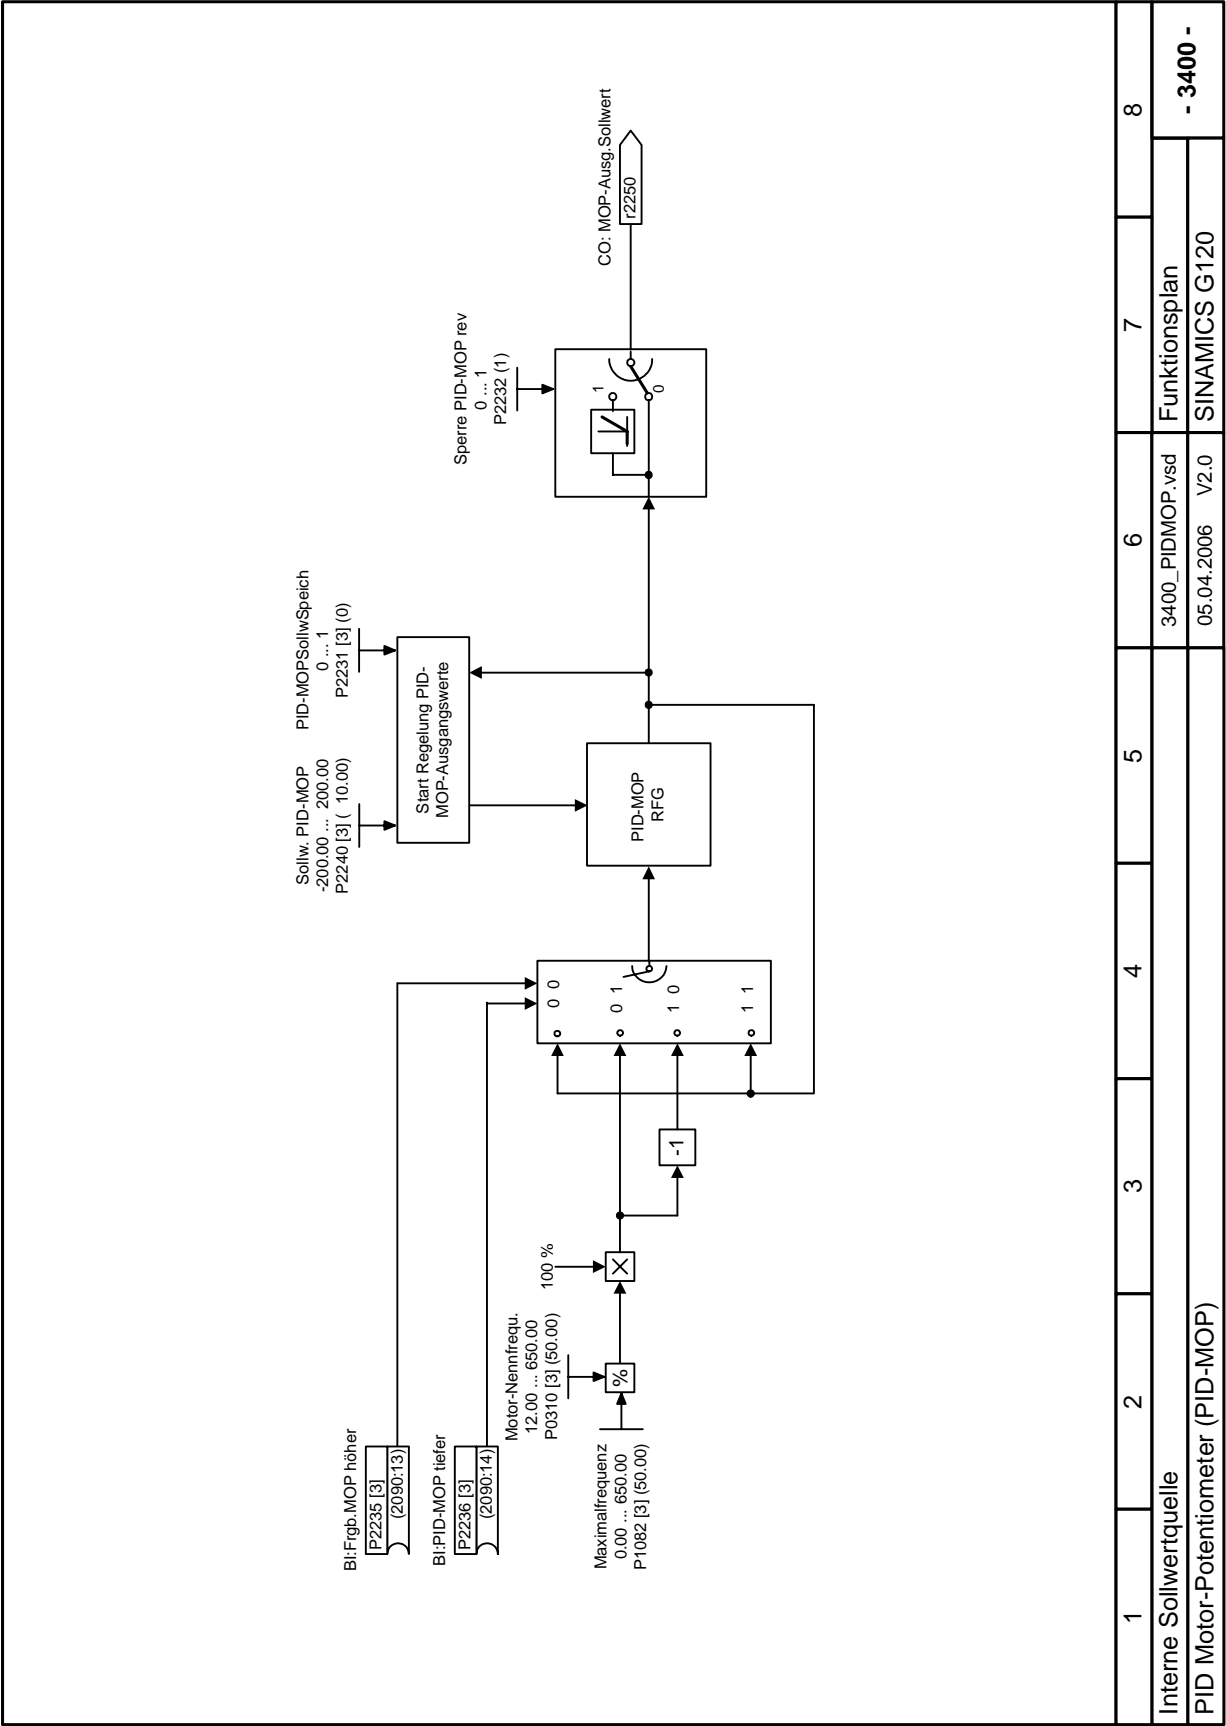 BI:Frgb.MOP höher
P2235 [3]
(2090:13)
BI:PID-MOP tiefer
P2236 [3]
(2090:14)
Motor-Nennfrequ.
12.00 ... 650.00
P0310 [3] (50.00)
Maximalfrequenz
0.00 ... 650.00
P1082 [3] (50.00)
%
100 %
X
-1
0 0
0 1
1 0
1 1
Sollw. PID-MOP
-200.00 ... 200.00
P2240 [3] ( 10.00)
PID-MOPSollwSpeich
0 ... 1
P2231 [3] (0)
Start Regelung PID-
MOP-Ausgangswerte
PID-MOP
RFG
Sperre PID-MOP rev
0 ... 1
P2232 (1)
1
0
CO: MOP-Ausg.Sollwert
r2250
1 2 3 4 5 6 7 8
Interne Sollwertquelle
3400_PIDMOP.vsd
Funktionsplan
- 3400 -
PID Motor-Potentiometer (PID-MOP)
05.04.2006 V2.0
SINAMICS G120